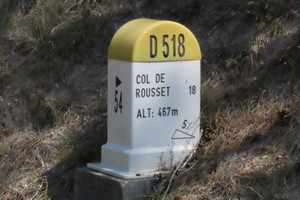 D 518
54
COL DE
ROUSSET 18
ALT: 467m
5